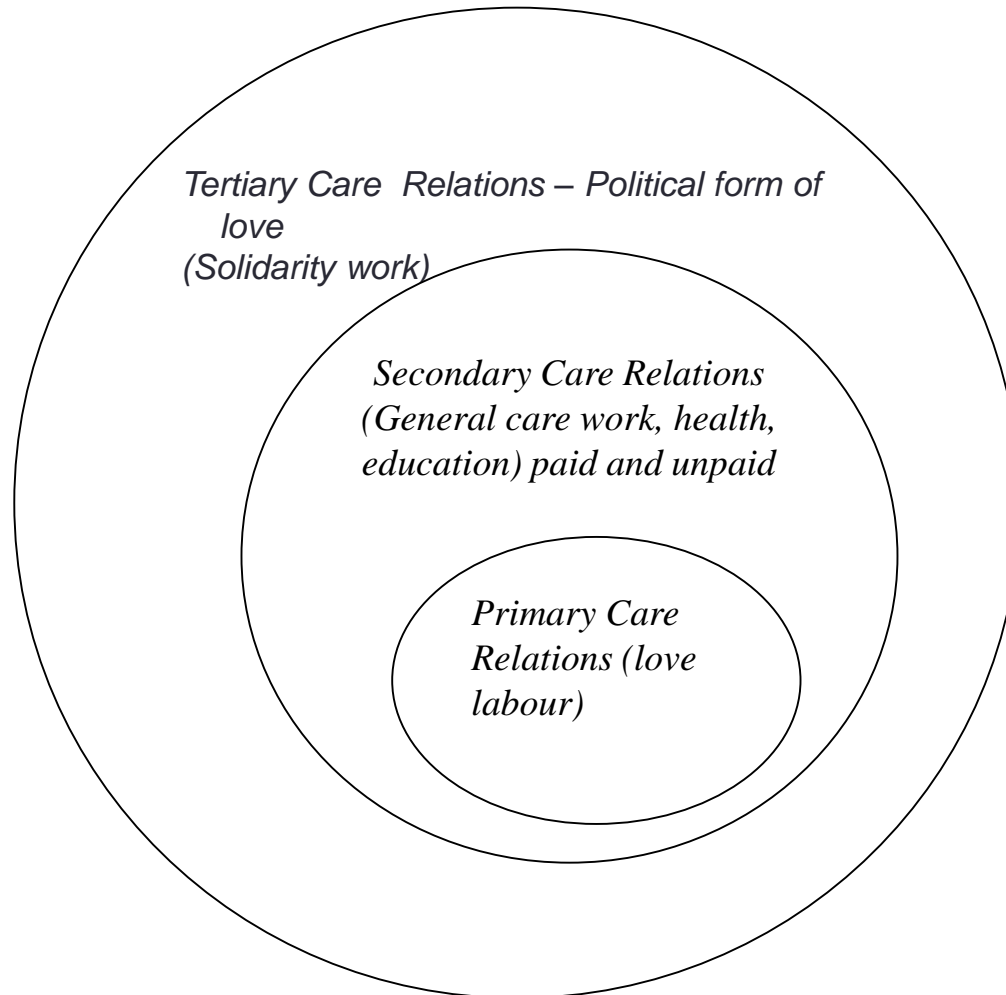 Tertiary Care Relations – Political form of
love
(Solidarity work)
Secondary Care Relations
(General care work, health,
education) paid and unpaid
Primary Care
Relations (love
labour)